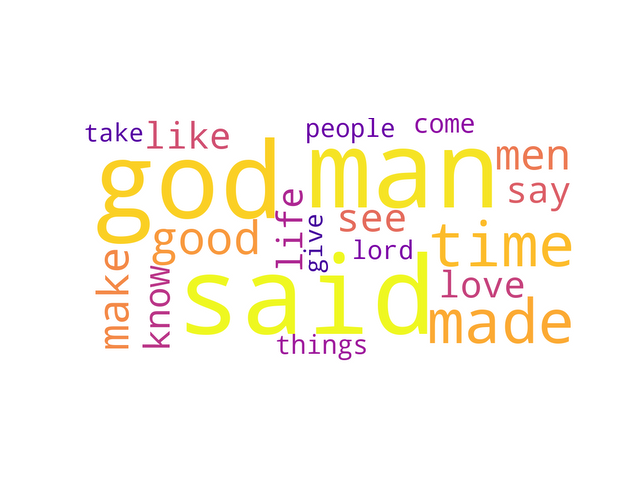 take
like
people
come
god
man
men
say
good
life
give
see
lord
time
make
know
said
love
made
things